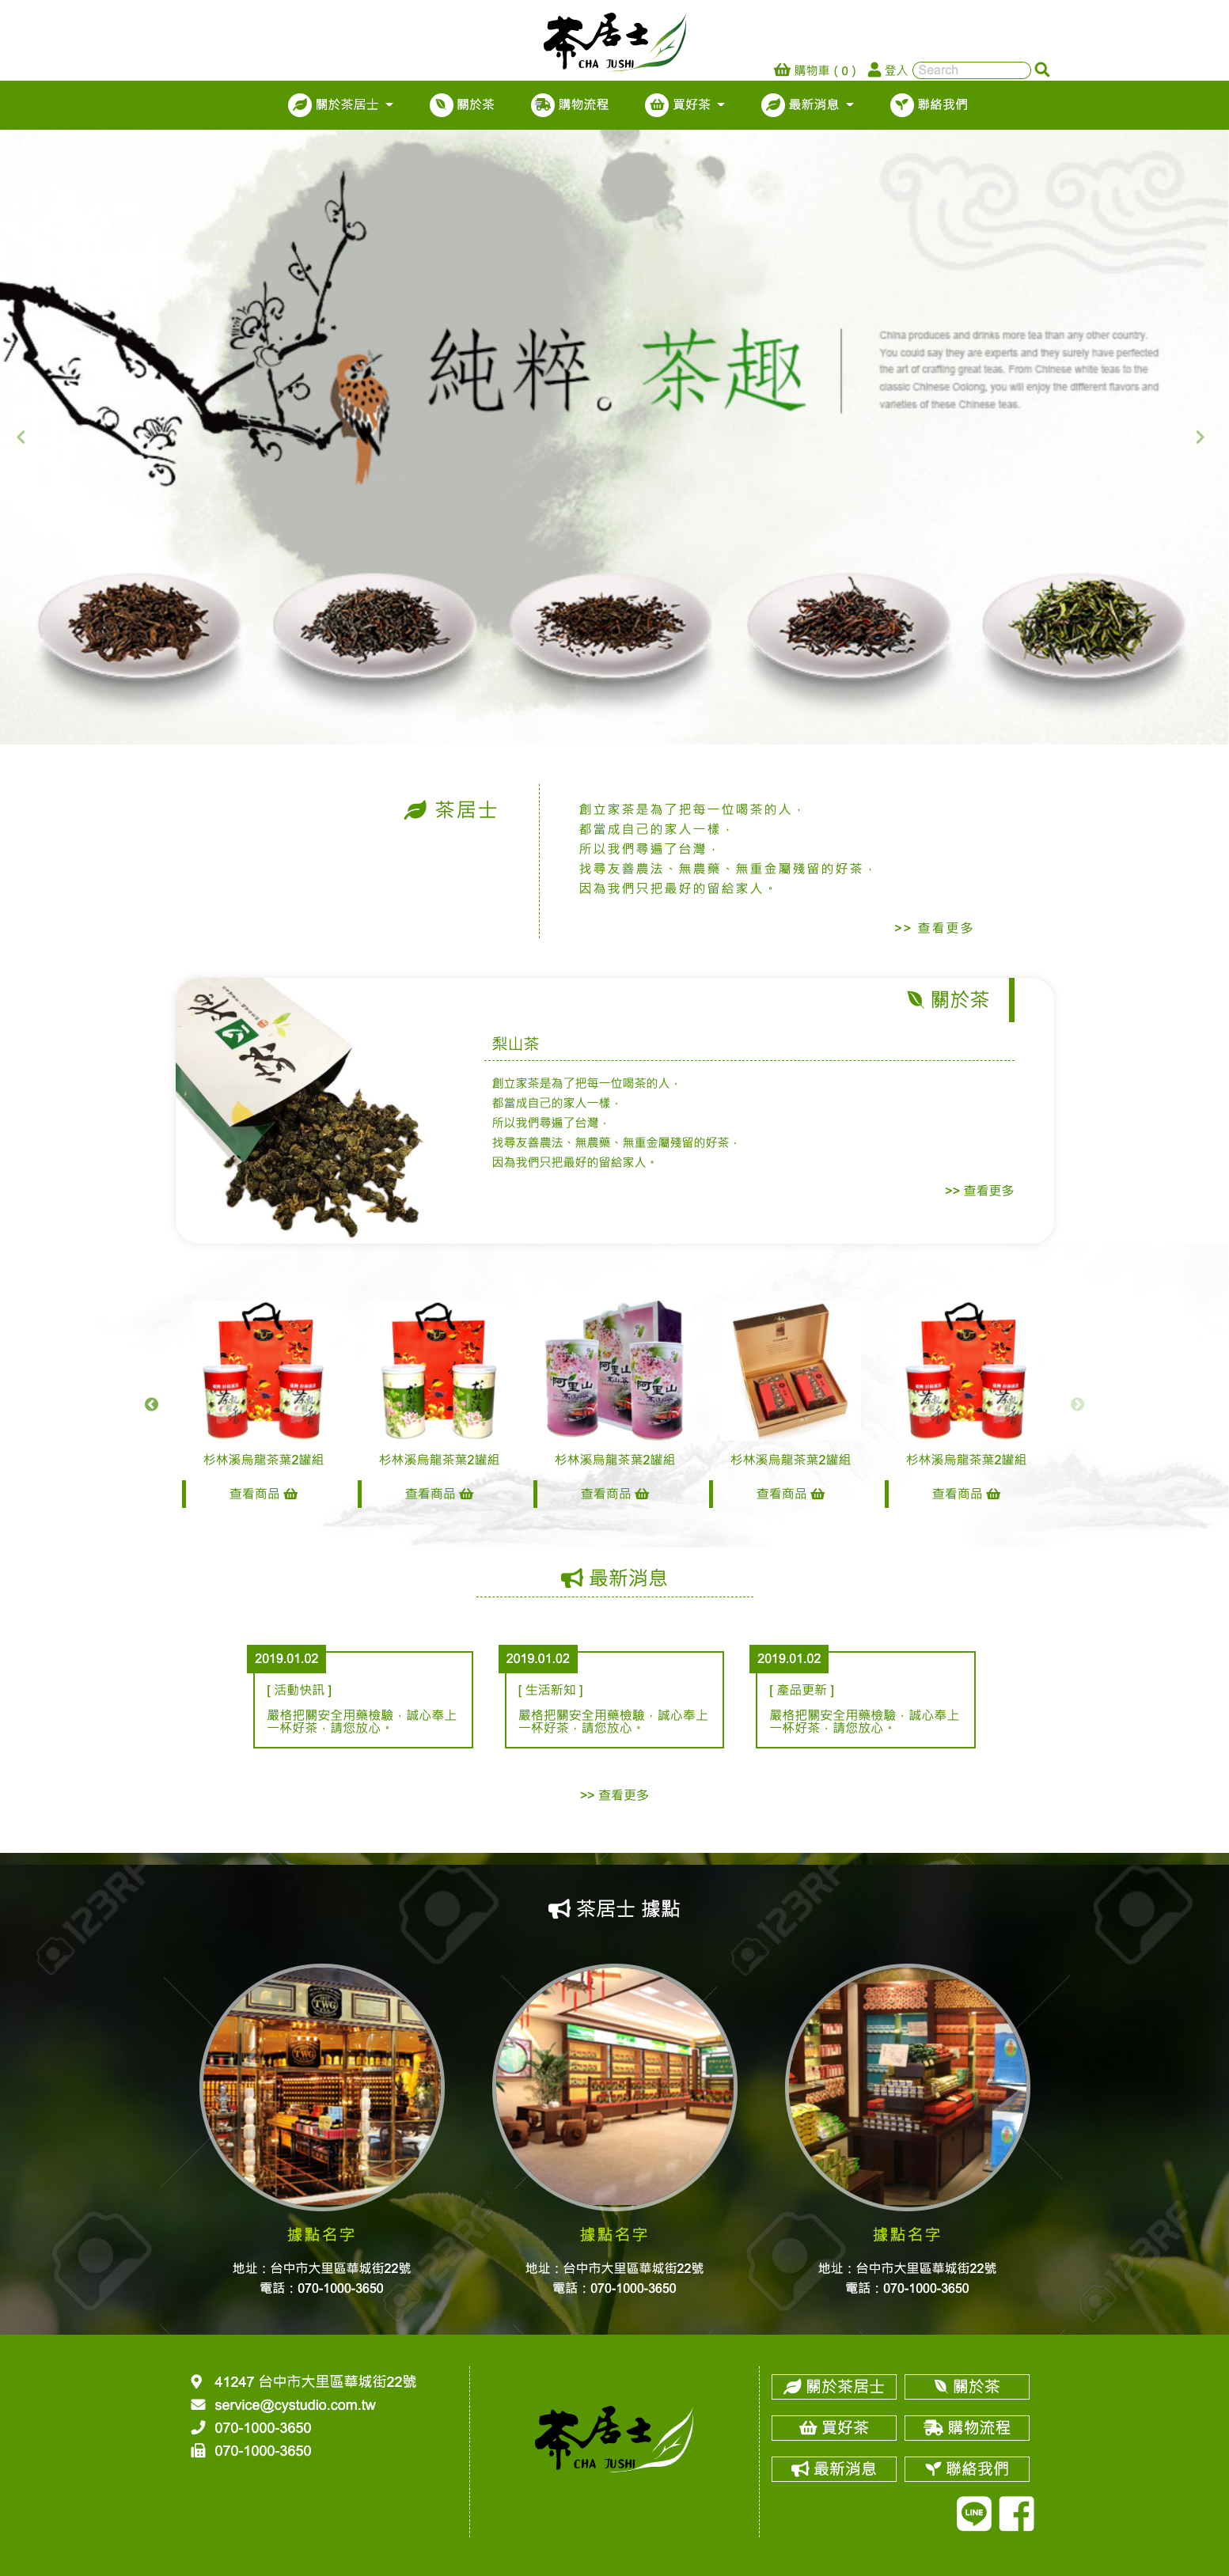 茶居士
CHA JUSHI
購物車 ( 0 ) 登入 Search
關於茶居士 關於茶 購物流程 買好茶 最新消息 聯絡我們
純粹。茶趣
China produces and drinks more tea than any other country.
You could say they are experts and they surely have perfected
the art of crafting great teas. From Chinese white teas to the
classic Chinese Oolong, you will enjoy the different flavors and
varieties of these Chinese teas.
茶居士
創立家茶是為了把每一位喝茶的人，
都當成自己的家人一樣，
所以我們尋遍了台灣，
找尋友善農法、無農藥、無重金屬殘留的好茶，
因為我們只把最好的留給家人。
>> 查看更多
關於茶
梨山茶
創立家茶是為了把每一位喝茶的人，
都當成自己的家人一樣，
所以我們尋遍了台灣，
找尋友善農法、無農藥、無重金屬殘留的好茶，
因為我們只把最好的留給家人。
>> 查看更多
阿里山 阿里山 阿里山
杉林溪烏龍茶葉2罐組 杉林溪烏龍茶葉2罐組 杉林溪烏龍茶葉2罐組 杉林溪烏龍茶葉2罐組 杉林溪烏龍茶葉2罐組
查看商品 查看商品 查看商品 查看商品 查看商品
最新消息
2019.01.02
[ 活動快訊 ]
嚴格把關安全用藥檢驗，誠心奉上
一杯好茶，請您放心。
2019.01.02
[ 生活新知 ]
嚴格把關安全用藥檢驗，誠心奉上
一杯好茶，請您放心。
2019.01.02
[ 產品更新 ]
嚴格把關安全用藥檢驗，誠心奉上
一杯好茶，請您放心。
>> 查看更多
123RF 123RF
茶居士 據點
TWG
TWG
據點名字
地址：台中市大里區華城街22號
電話：070-1000-3650
據點名字
地址：台中市大里區華城街22號
電話：070-1000-3650
據點名字
地址：台中市大里區華城街22號
電話：070-1000-3650
123RF 123RF
41247 台中市大里區華城街22號
service@cystudio.com.tw
070-1000-3650
070-1000-3650
茶居士
CHA JUSHI
關於茶居士 關於茶
買好茶 購物流程
最新消息 聯絡我們
LINE